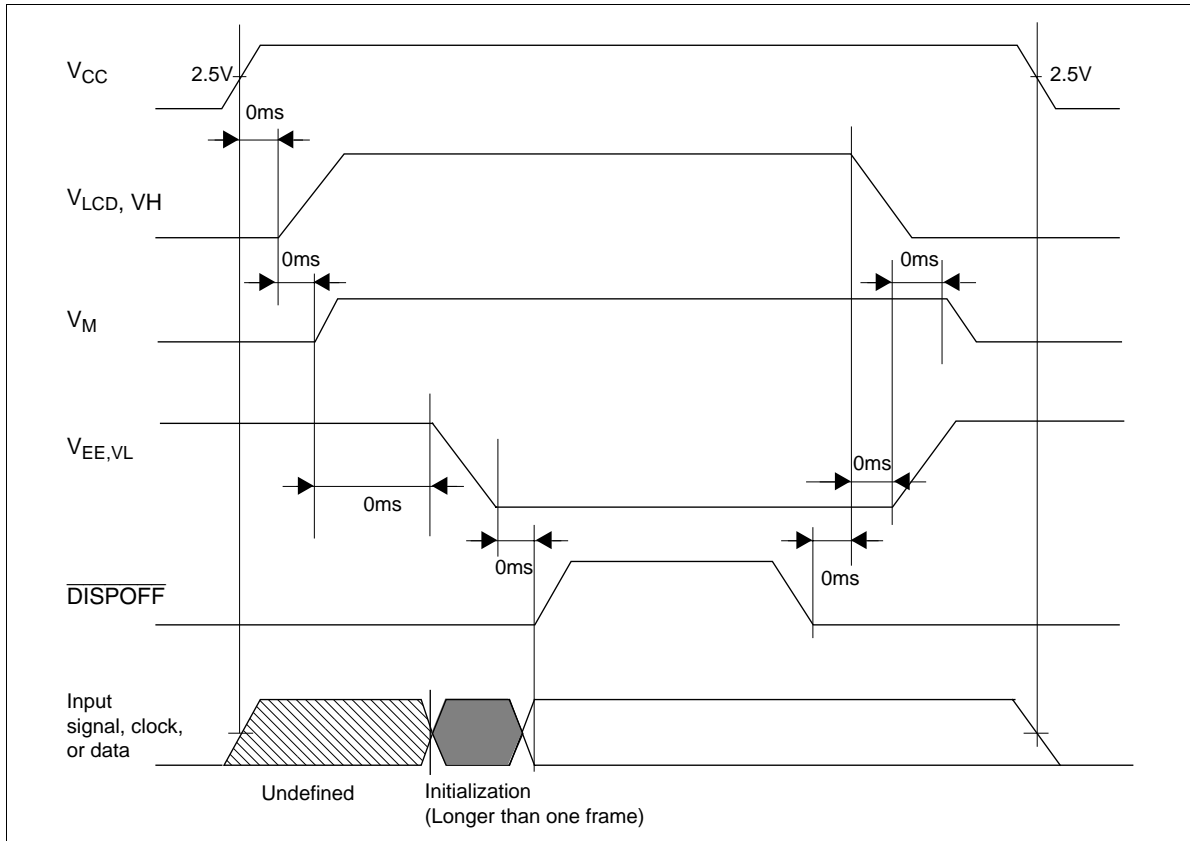 VCC
2.5V
2.5V
0ms
VLCD, VH
0ms
0ms
VM
VEE,VL
0ms
0ms
0ms
0ms
DISPOFF
Input
signal, clock,
or data
Undefined
Initialization
(Longer than one frame)